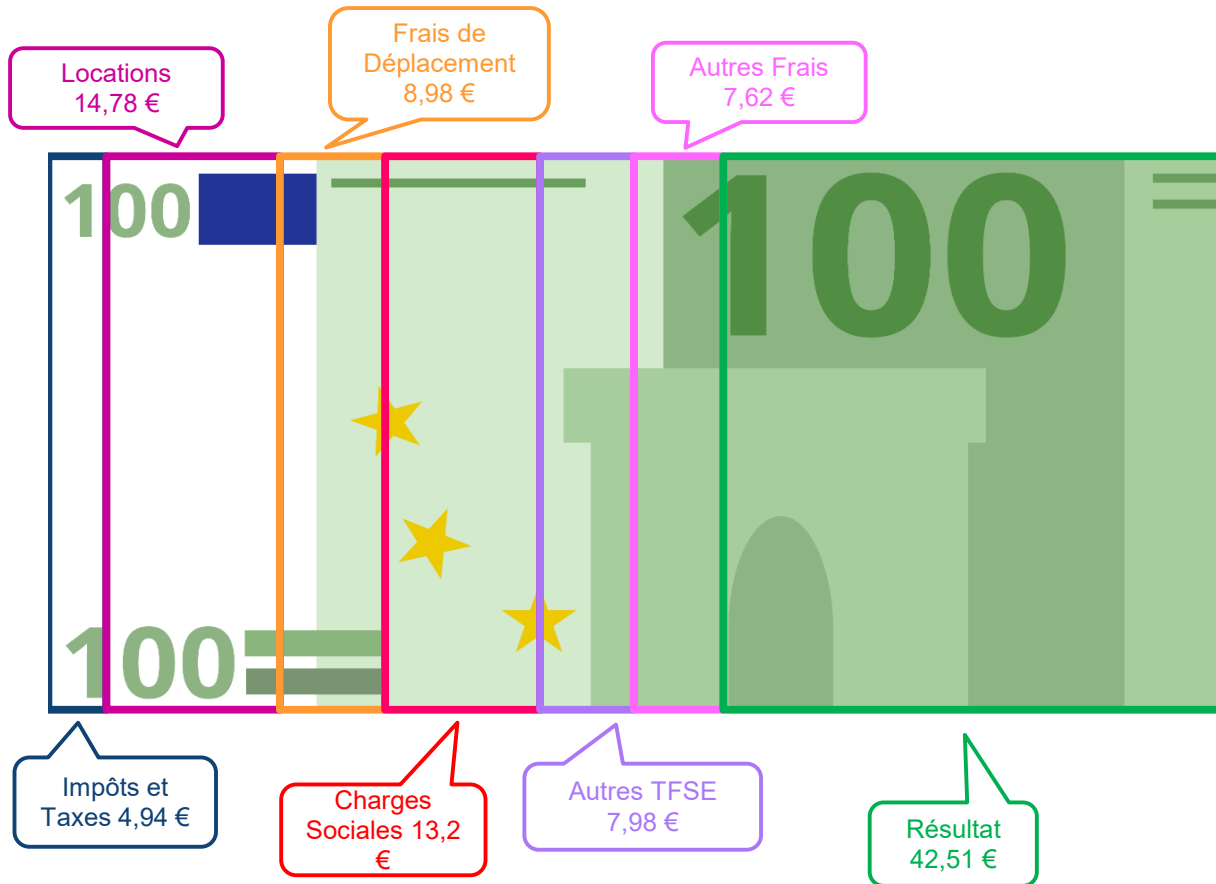 Frais de
Déplacement
8,98 €
Locations
14,78 €
Autres Frais
7,62 €
100
100
100
Impôts et
Taxes 4,94 €
Charges
Sociales 13,2
€
Autres TFSE
7,98 €
Résultat
42,51 €